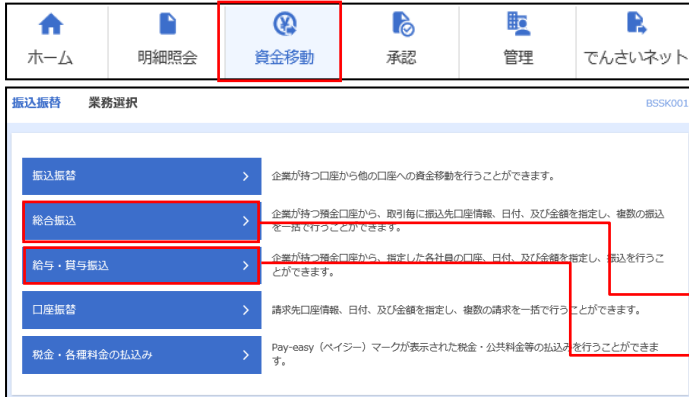 ホーム 明細照会 資金移動 承認 管理 でんさいネット
振込振替 業務選択 BSSK001
振込振替 企業が持つ口座から他の口座への資金移動を行うことができます。
総合振込 企業が持つ預金口座から、取引毎に振込先口座情報、日付、及び金額を指定し、複数の振込
を一括で行うことができます。
給与・賞与振込 企業が持つ預金口座から、指定した各社員の口座、日付、及び金額を指定し、振込を行うこ
とができます。
口座振替 請求先口座情報、日付、及び金額を指定し、複数の請求を一括で行うことができます。
税金・各種料金の払込み Pay-easy（ペイジー）マークが表示された税金・公共料金等の払込みを行うことができま
す。